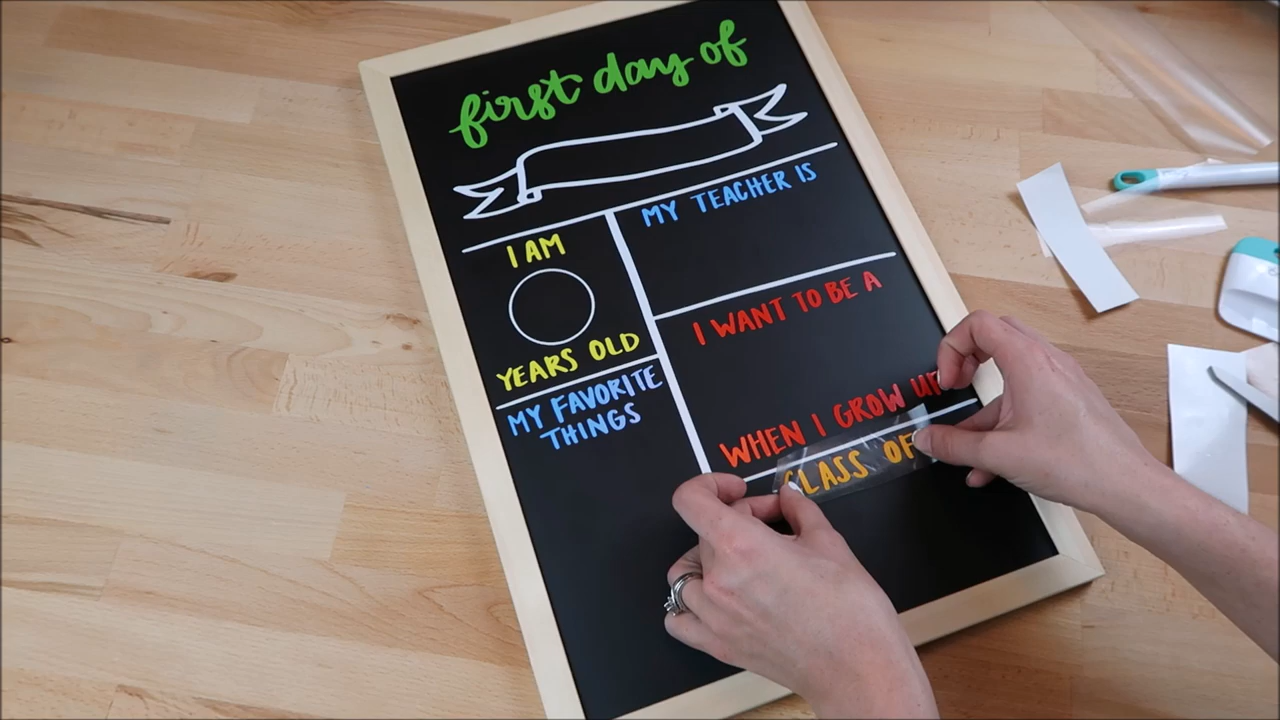 first day of
MY TEACHER IS
I AM
YEARS OLD
MY FAVORITE
THINGS
I WANT TO BE A
WHEN I GROW UP
CLASS OF